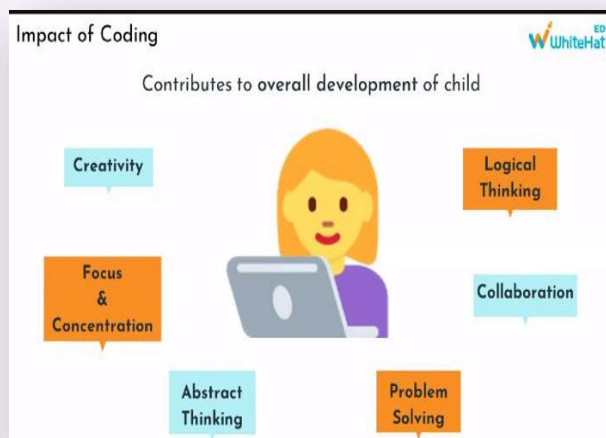 Impact of Coding
ED
WhiteHat
Contributes to overall development of child
Creativity
Logical
Thinking
Focus
&
Concentration
Collaboration
Abstract
Thinking
Problem
Solving